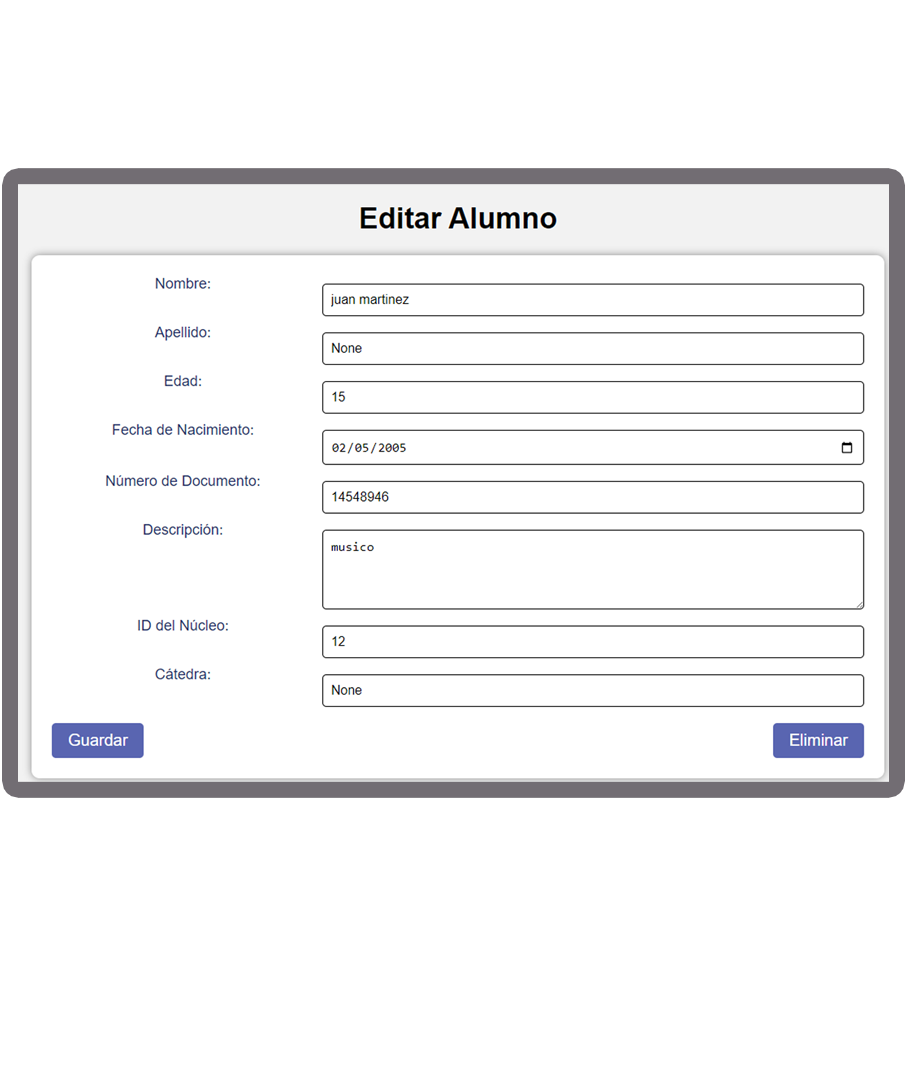 Editar Alumno
Nombre:
juan martinez
Apellido:
None
Edad:
15
Fecha de Nacimiento:
02/05/2005
Número de Documento:
14548946
Descripción:
musico
ID del Núcleo:
12
Cátedra:
None
Guardar
Eliminar